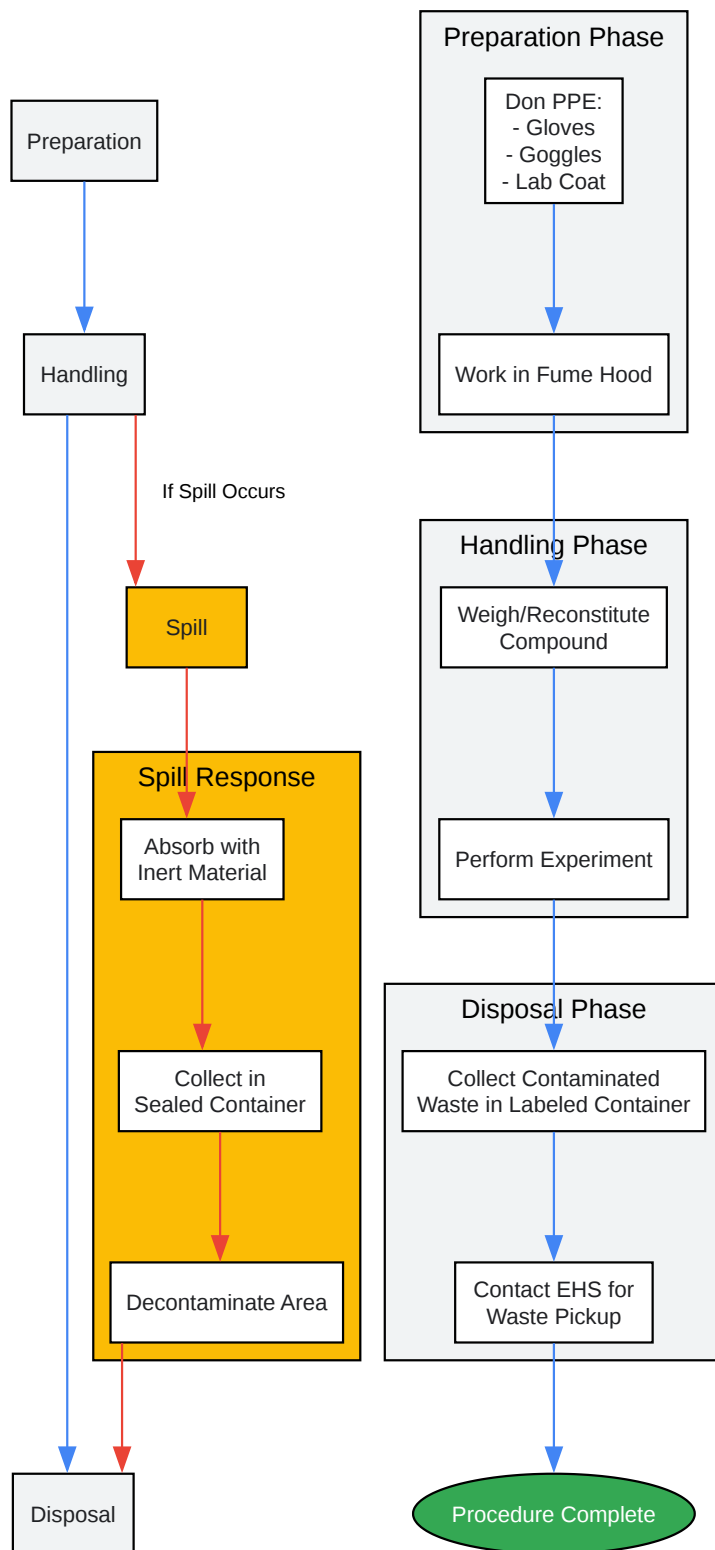 Preparation
Handling
If Spill Occurs
Spill
Spill Response
Absorb with
Inert Material
Collect in
Sealed Container
Decontaminate Area
Disposal
Preparation Phase
Don PPE:
- Gloves
- Goggles
- Lab Coat
Work in Fume Hood
Handling Phase
Weigh/Reconstitute
Compound
Perform Experiment
Disposal Phase
Collect Contaminated
Waste in Labeled Container
Contact EHS for
Waste Pickup
Procedure Complete